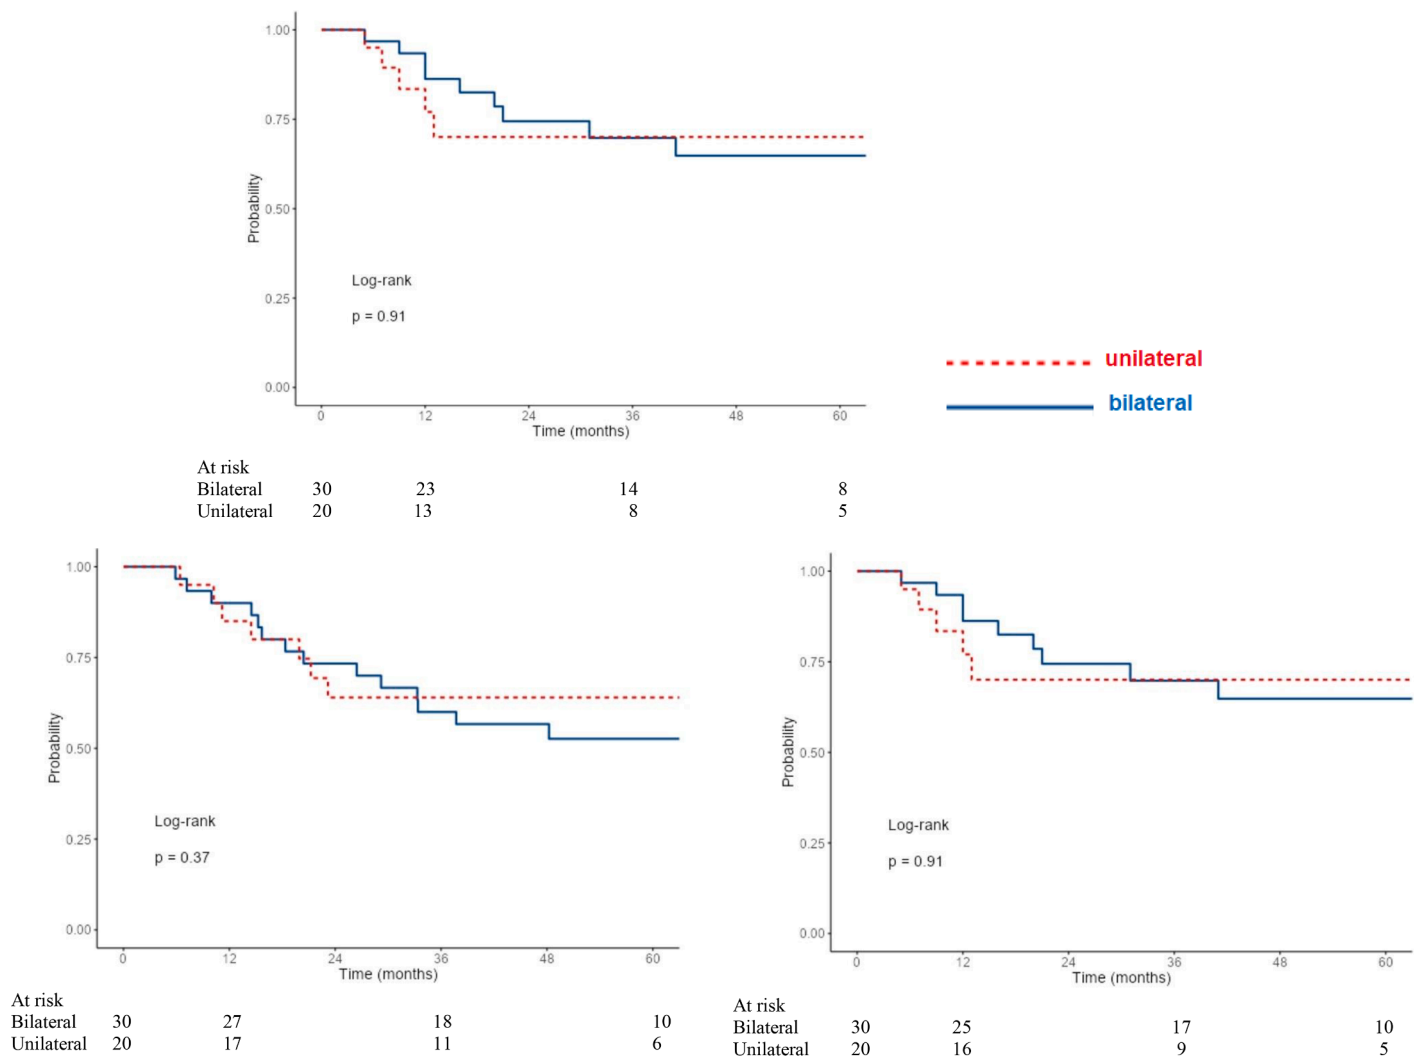 1.00
0.75
0.50
0.25
0.00
Probability
Log-rank
p = 0.91
0 12 24 36 48 60
Time (months)
unilateral
bilateral
At risk
Bilateral 30 23 14 8
Unilateral 20 13 8 5
1.00
0.75
0.50
0.25
0.00
Probability
Log-rank
p = 0.37
0 12 24 36 48 60
Time (months)
At risk
Bilateral 30 27 18 10
Unilateral 20 17 11 6
1.00
0.75
0.50
0.25
0.00
Probability
Log-rank
p = 0.91
0 12 24 36 48 60
Time (months)
At risk
Bilateral 30 25 17 10
Unilateral 20 16 9 5